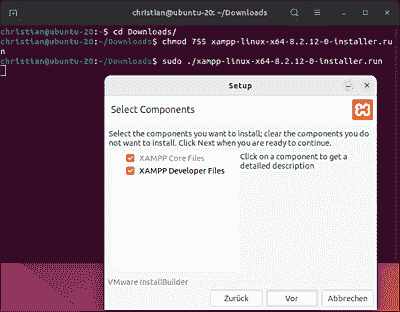 christian@ubuntu-20: ~/Downloads
christian@ubuntu-20:~$ cd Downloads/
christian@ubuntu-20:~/Downloads$ chmod 755 xampp-linux-x64-8.2.12-0-installer.ru
n
christian@ubuntu-20:~/Downloads$ sudo ./xampp-linux-x64-8.2.12-0-installer.run
Setup
Select Components
Select the components you want to install; clear the components you do
not want to install. Click Next when you are ready to continue.
XAMPP Core Files
XAMPP Developer Files
Click on a component to get a
detailed description
VMware InstallBuilder
Zurück
Vor
Abbrechen